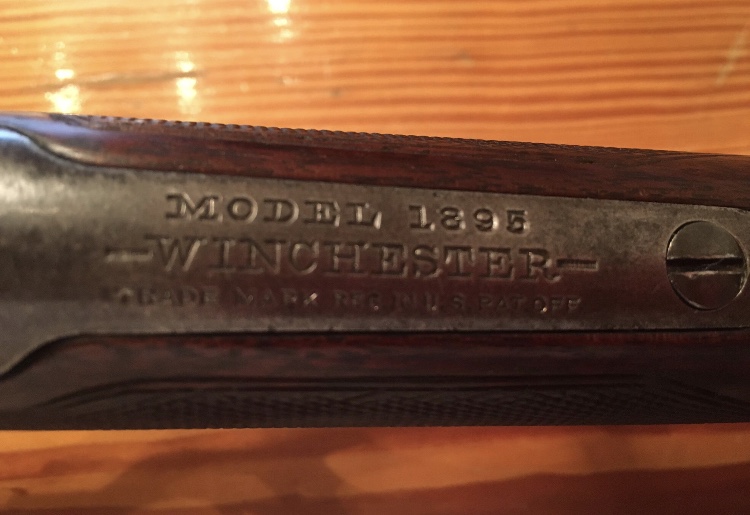 MODEL 1895
—WINCHESTER—
TRADE MARK REG. IN U.S. PAT. OFF.